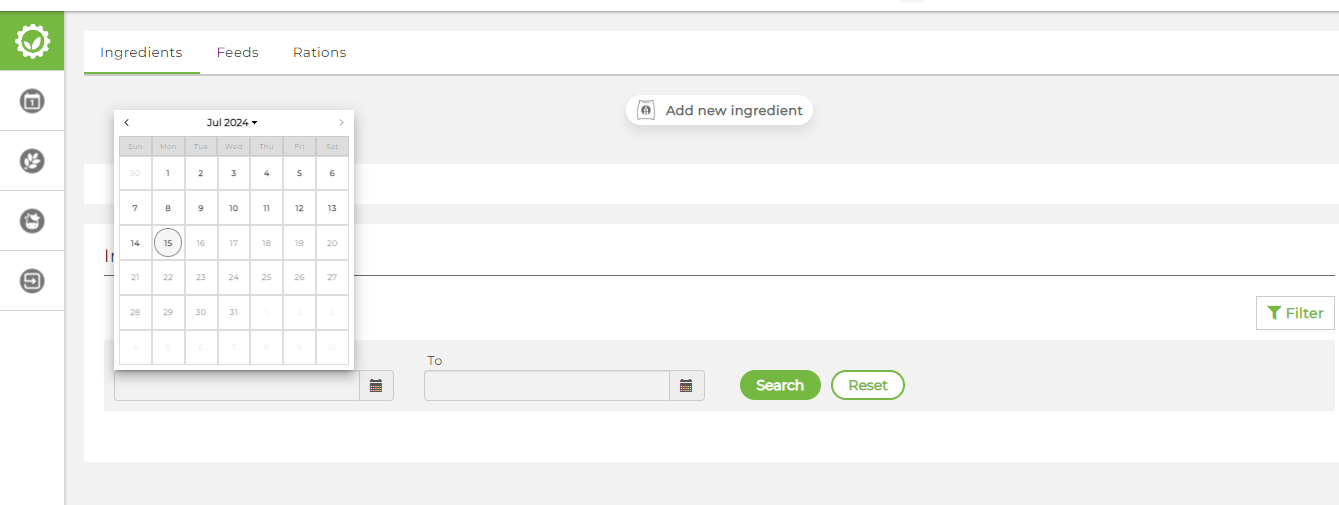 Ingredients Feeds Rations
Add new ingredient
Jul 2024
Sun Mon Tue Wed Thu Fri Sat
30 1 2 3 4 5 6
7 8 9 10 11 12 13
14 15 16 17 18 19 20
21 22 23 24 25 26 27
28 29 30 31 1 2 3
4 5 6 7 8 9 10
Filter
To
Search Reset